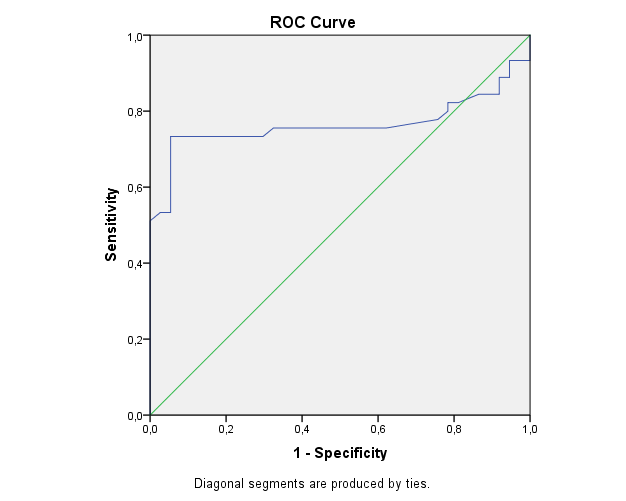 ROC Curve
1,0
0,8
0,6
0,4
0,2
0,0
Sensitivity
0,0 0,2 0,4 0,6 0,8 1,0
1 - Specificity
Diagonal segments are produced by ties.